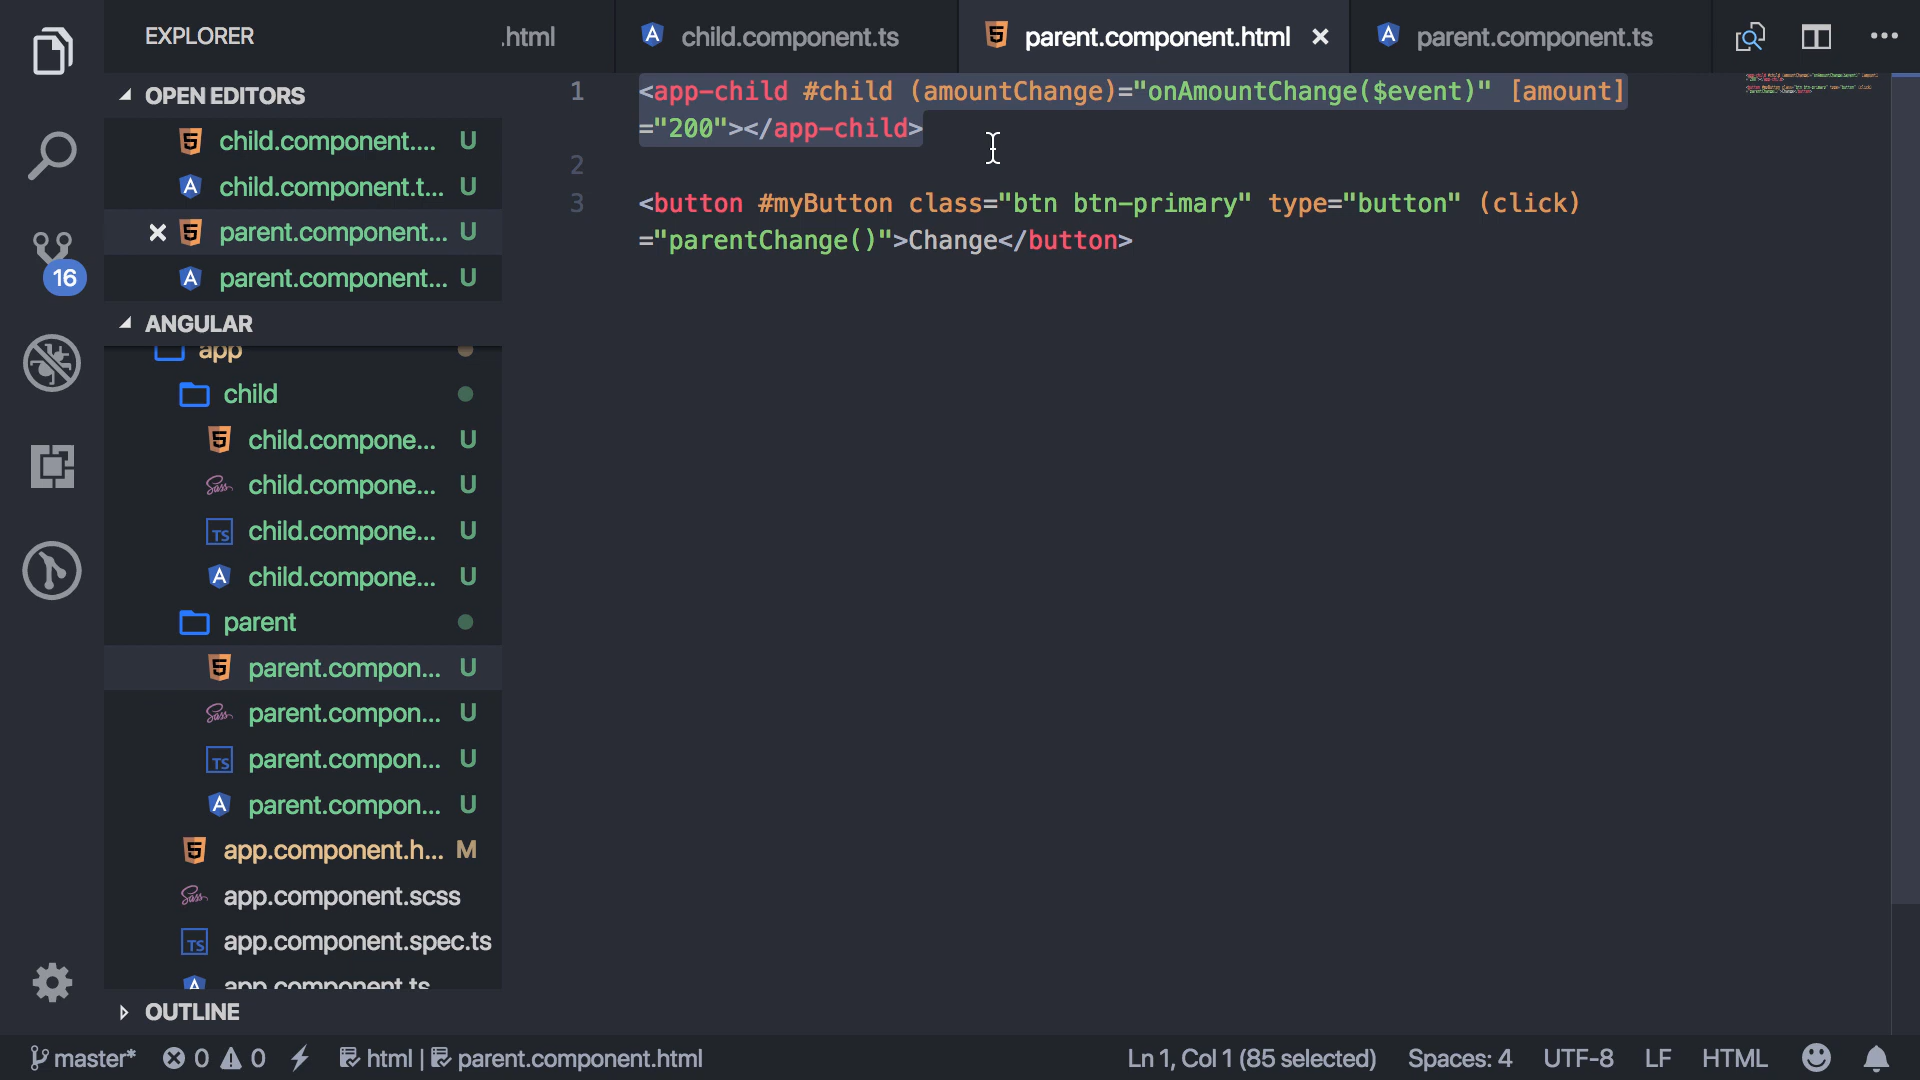 EXPLORER
.html
child.component.ts
parent.component.html
parent.component.ts
OPEN EDITORS
child.component.... U
child.component.t... U
parent.component... U
parent.component... U
16
ANGULAR
app
child
child.compone... U
child.compone... U
child.compone... U
child.compone... U
parent
parent.compon... U
parent.compon... U
parent.compon... U
parent.compon... U
app.component.h... M
app.component.scss
app.component.spec.ts
app.component.ts
OUTLINE
1 <app-child #child (amountChange)="onAmountChange($event)" [amount]
="200"></app-child>
2
3 <button #myButton class="btn btn-primary" type="button" (click)
="parentChange()">Change</button>
master* 0 0 html | parent.component.html Ln 1, Col 1 (85 selected) Spaces: 4 UTF-8 LF HTML